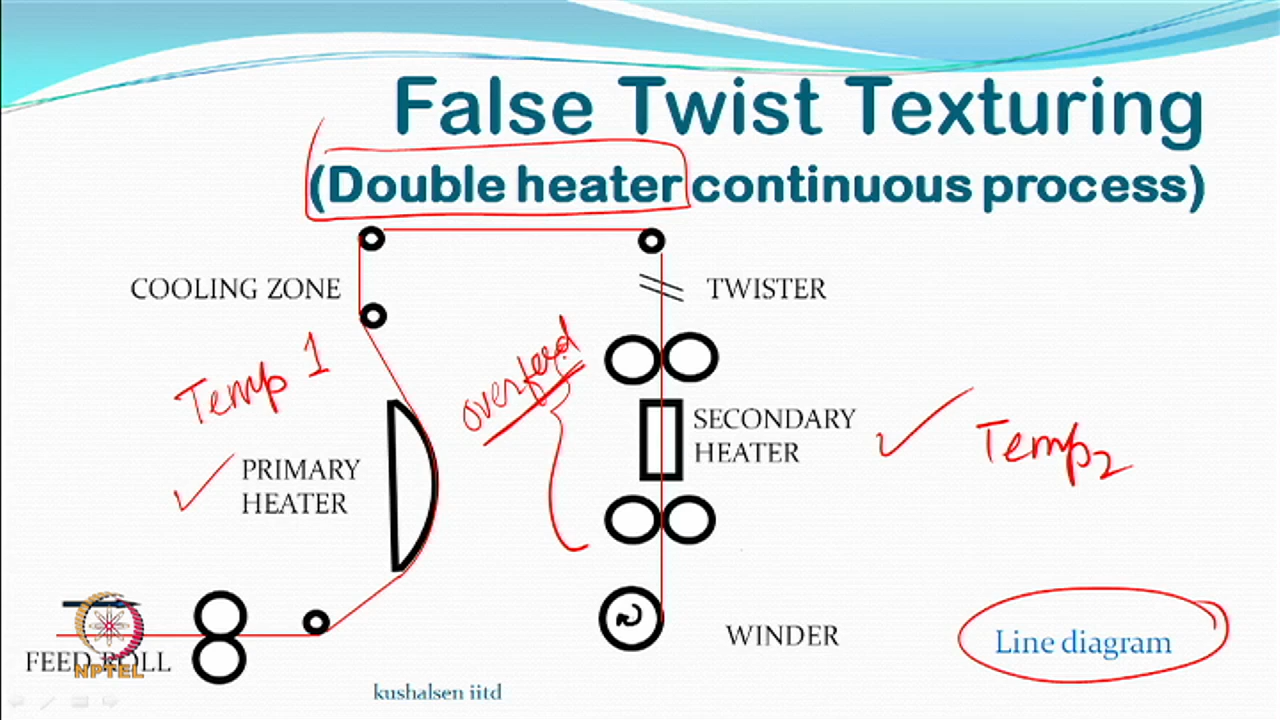 False Twist Texturing
(Double heater continuous process)
COOLING ZONE
TWISTER
Temp 1
overfeed
SECONDARY
HEATER
Temp2
PRIMARY
HEATER
WINDER
Line diagram
FEED ROLL
NPTEL
kushalsen iitd